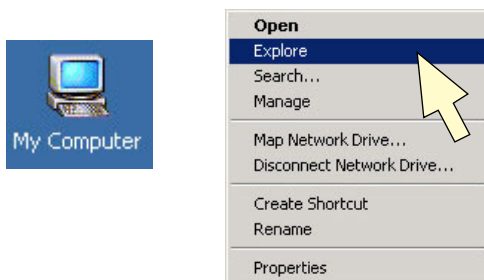 My Computer
Open
Explore
Search...
Manage
Map Network Drive...
Disconnect Network Drive...
Create Shortcut
Rename
Properties